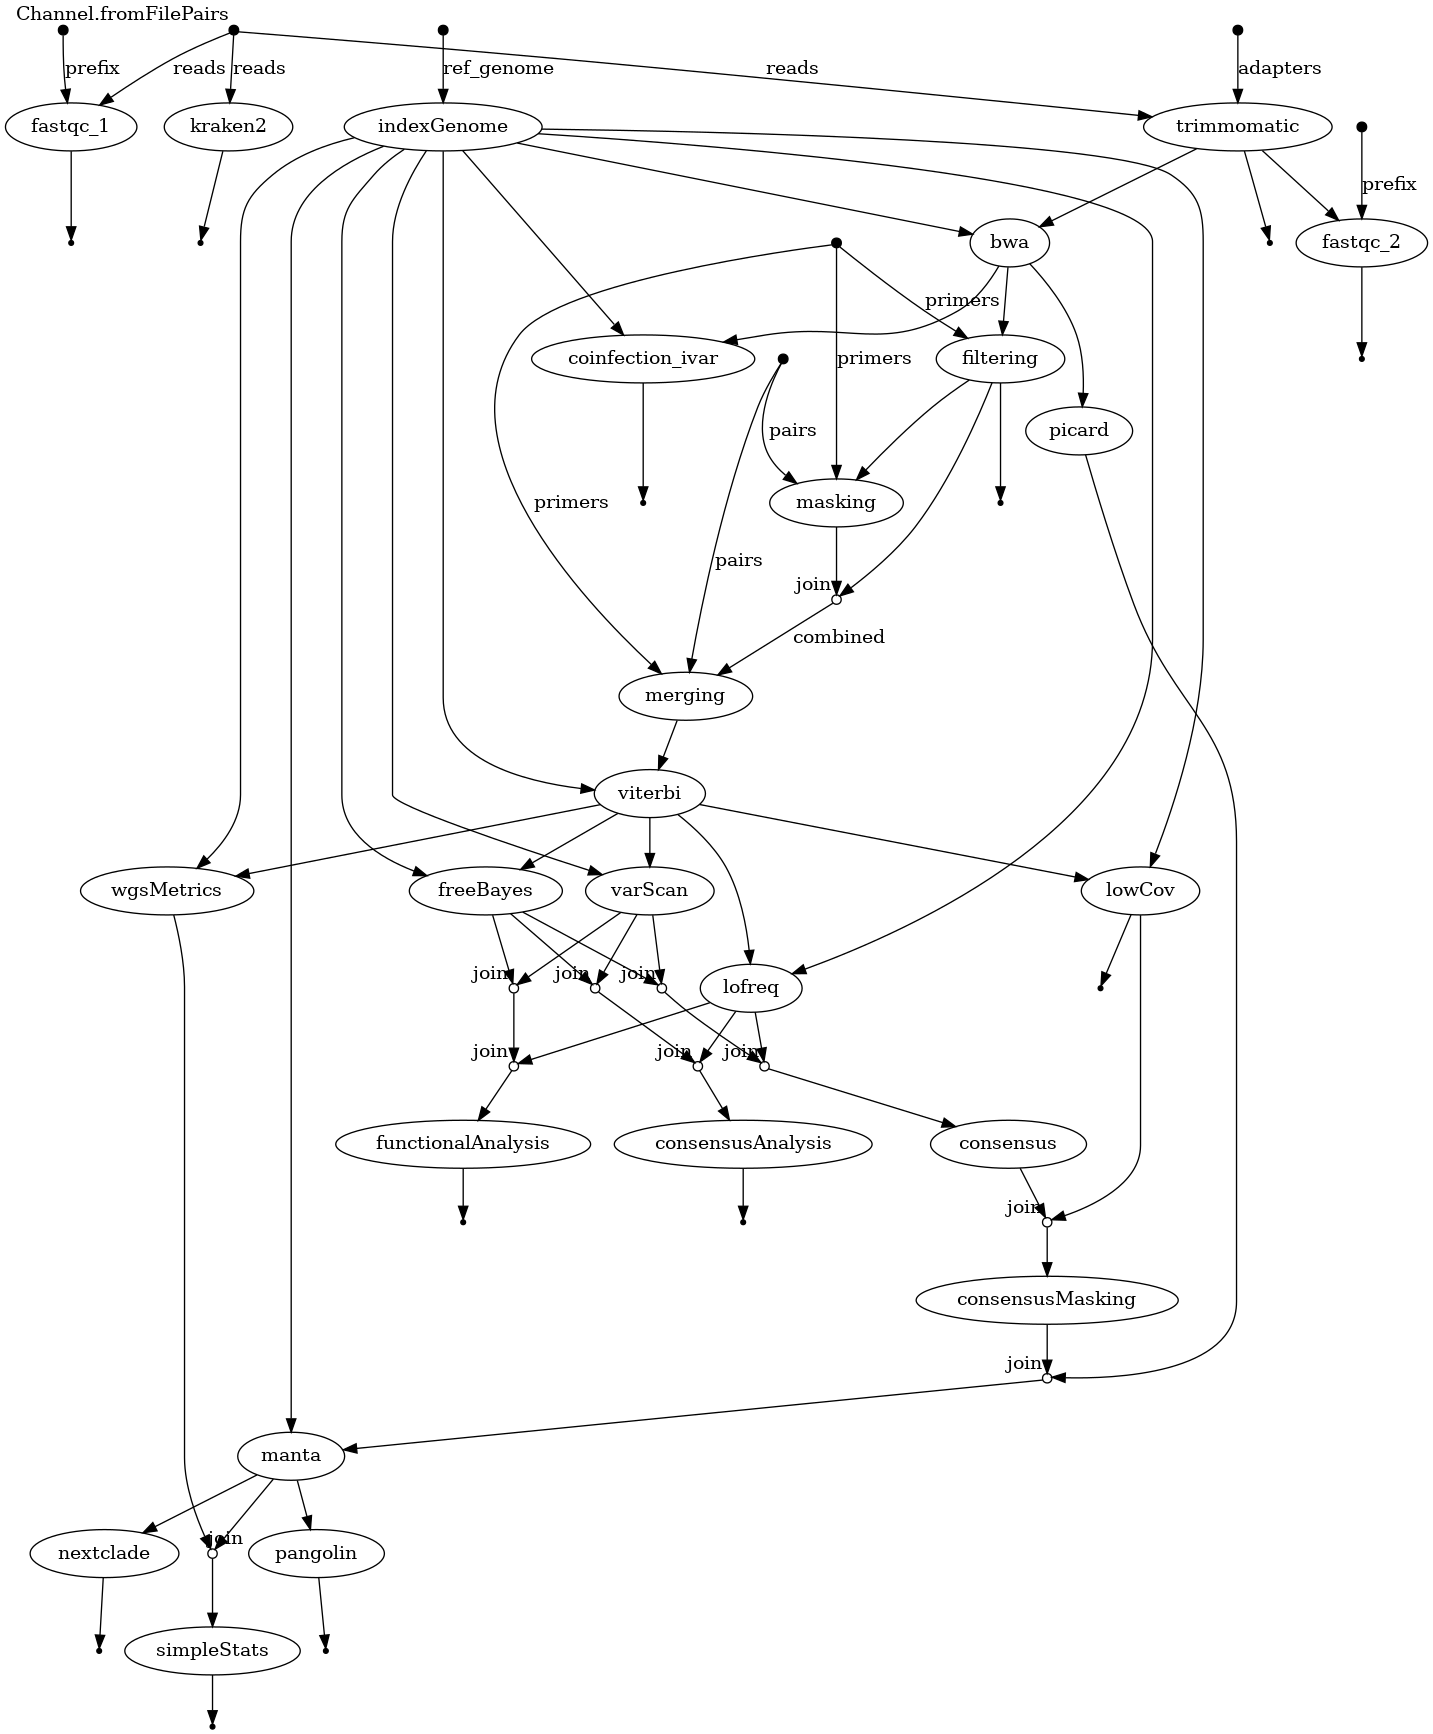 Channel.fromFilePairs
prefix
reads
reads
ref_genome
reads
adapters
fastqc_1
kraken2
indexGenome
trimmomatic
prefix
bwa
fastqc_2
primers
coinfection_ivar
primers
filtering
pairs
picard
primers
masking
pairs
join
combined
merging
viterbi
wgsMetrics
freeBayes
varScan
lowCov
join
join
join
lofreq
join
join
join
functionalAnalysis
consensusAnalysis
consensus
join
consensusMasking
join
manta
join
nextclade
pangolin
simpleStats